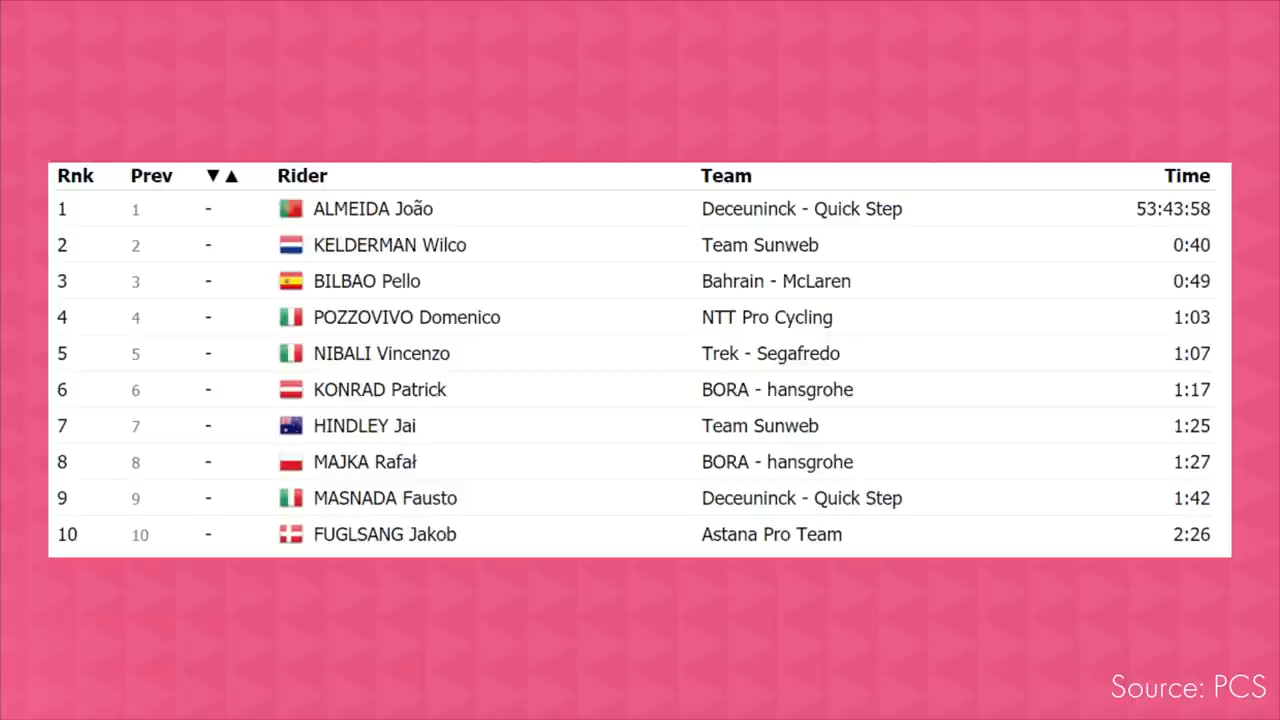 Rnk Prev ▼▲ Rider Team Time
1 1 - ALMEIDA João Deceuninck - Quick Step 53:43:58
2 2 - KELDERMAN Wilco Team Sunweb 0:40
3 3 - BILBAO Pello Bahrain - McLaren 0:49
4 4 - POZZOVIVO Domenico NTT Pro Cycling 1:03
5 5 - NIBALI Vincenzo Trek - Segafredo 1:07
6 6 - KONRAD Patrick BORA - hansgrohe 1:17
7 7 - HINDLEY Jai Team Sunweb 1:25
8 8 - MAJKA Rafał BORA - hansgrohe 1:27
9 9 - MASNADA Fausto Deceuninck - Quick Step 1:42
10 10 - FUGLSANG Jakob Astana Pro Team 2:26
Source: PCS